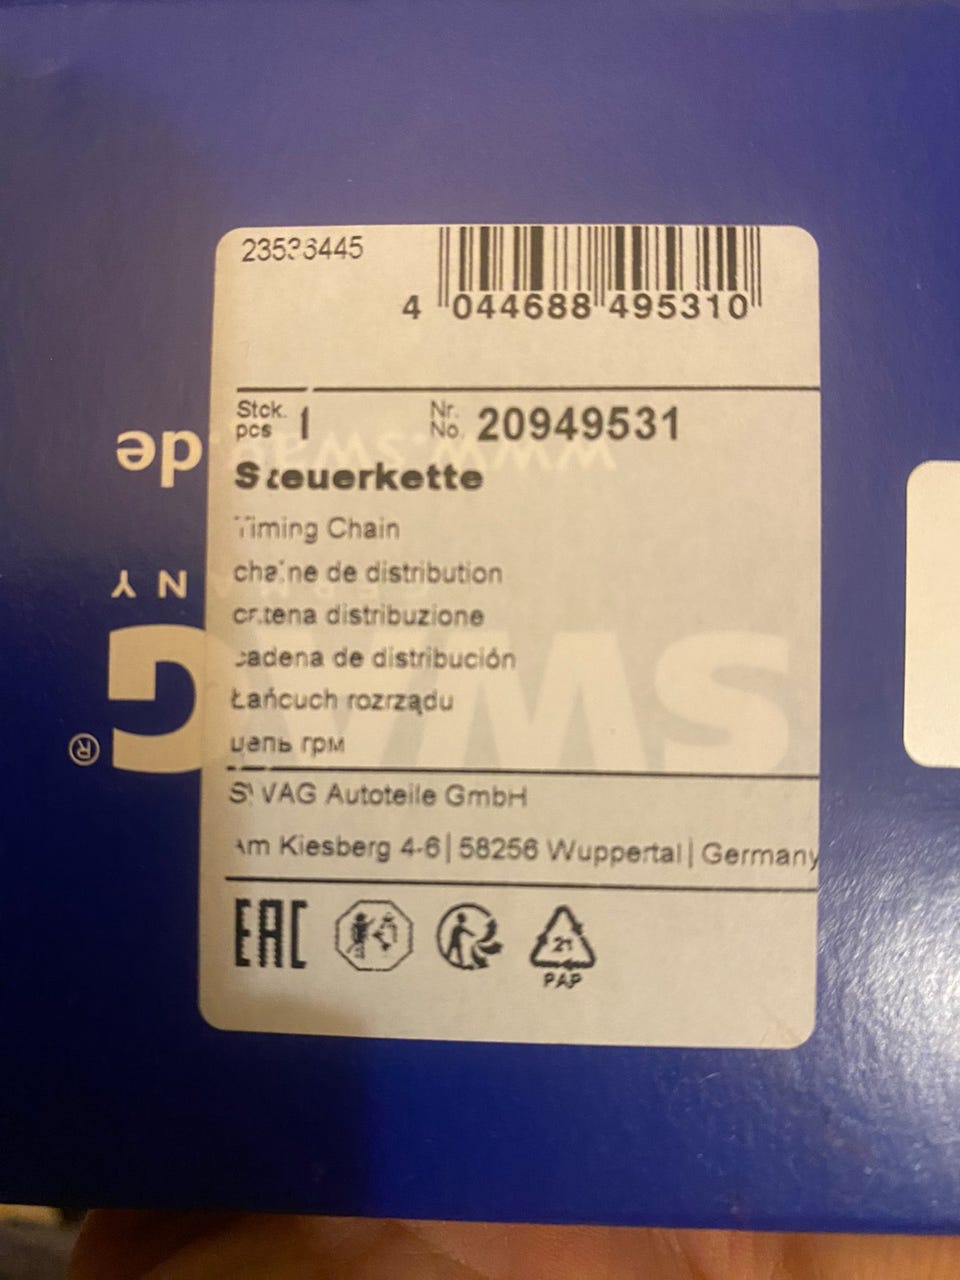 4 044688 495310
Stck. 1 Nr. 20949531
pcs No.
Steuerkette
Timing Chain
chaîne de distribution
catena distribuzione
cadena de distribución
Łańcuch rozrządu
цепь грм
SWAG Autoteile GmbH
Am Kiesberg 4-6 | 58256 Wuppertal | Germany
EAC
21
PAP
SWAG®
GERMANY
www.swag.de